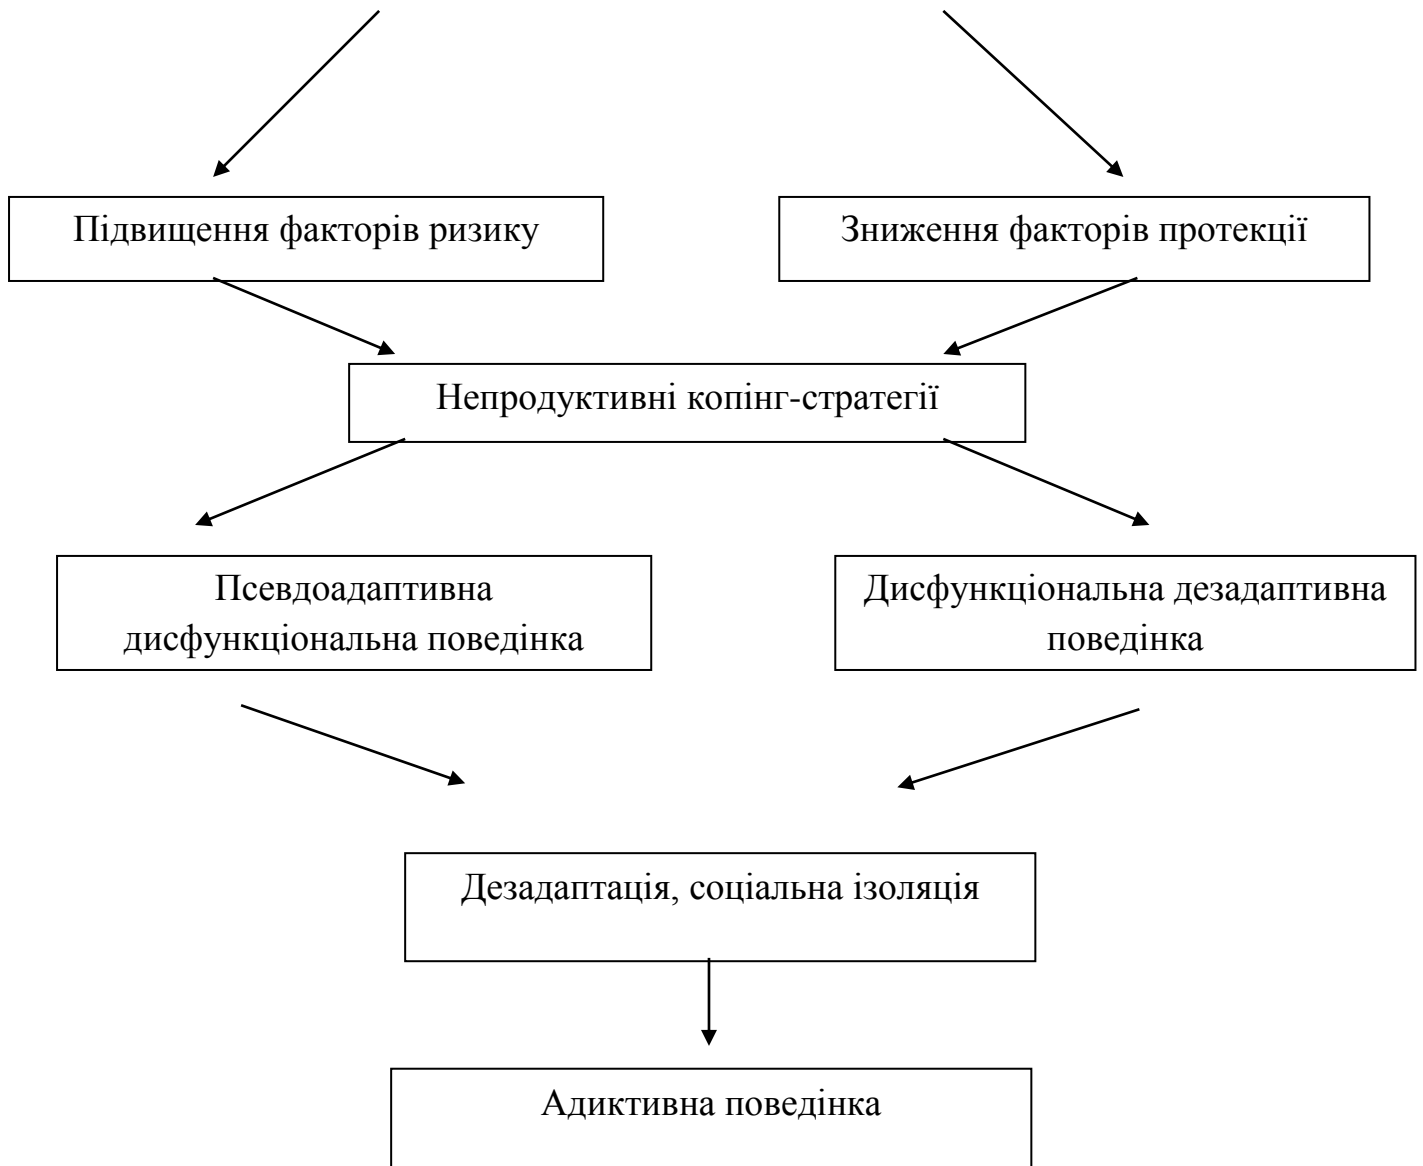 Підвищення факторів ризику
Зниження факторів протекції
Непродуктивні копінг-стратегії
Псевдоадаптивна
дисфункціональна поведінка
Дисфункціональна дезадаптивна
поведінка
Дезадаптація, соціальна ізоляція
Адиктивна поведінка